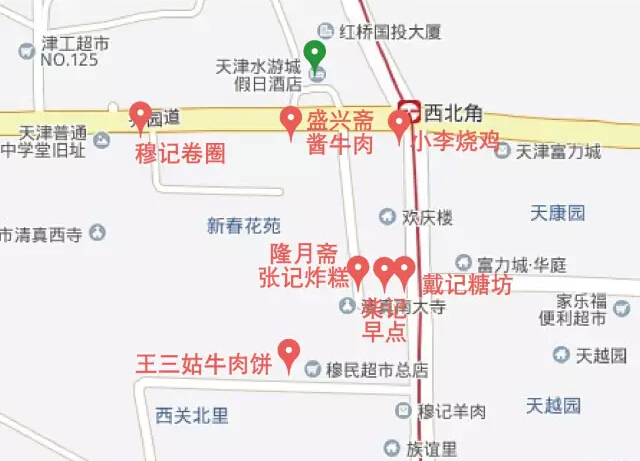 红桥国投大厦
津工超市
NO.125
天津水游城
假日酒店
园道
盛兴斋
酱牛肉
西北角
天津普通
中学堂旧址
穆记卷圈
小李烧鸡
天津富力城
天康园
新春花苑
欢庆楼
市清真西寺
隆月斋
张记炸糕
戴记糖坊
富力城·华庭
清真南大寺
早点
家乐福
便利超市
王三姑牛肉饼
穆民超市总店
天越园
西关北里
穆记羊肉
天越园
族谊里